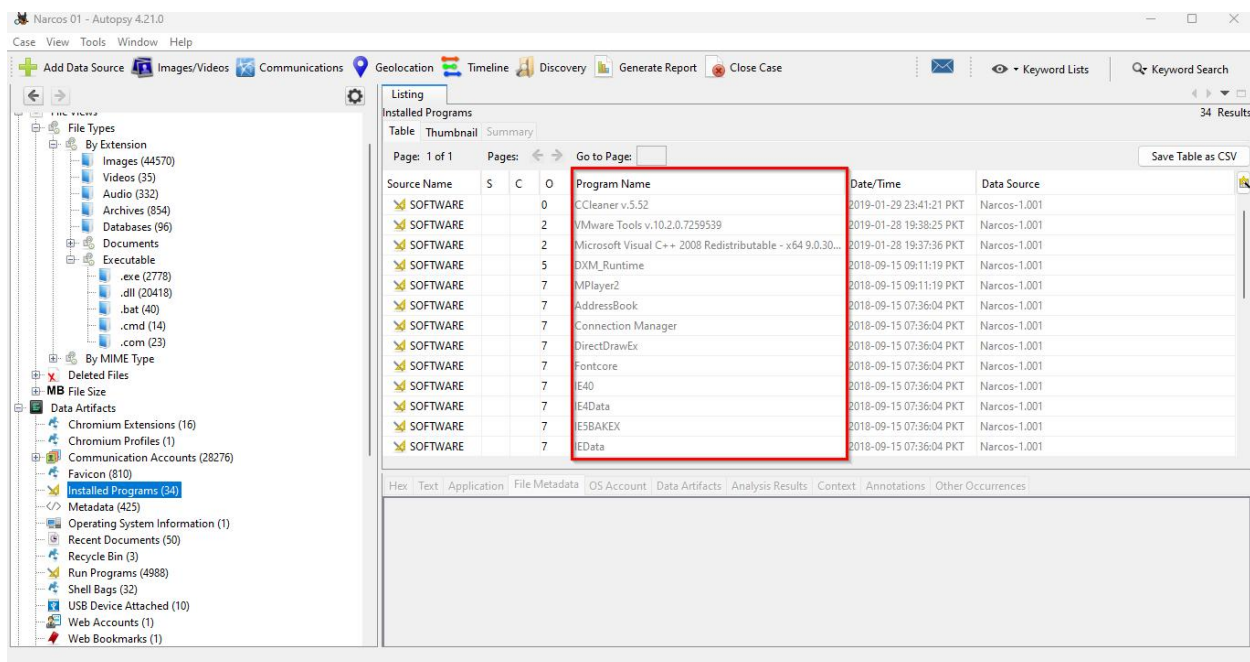 Narcos 01 - Autopsy 4.21.0
Case View Tools Window Help
Add Data Source Images/Videos Communications Geolocation Timeline Discovery Generate Report Close Case Keyword Lists Keyword Search
Listing
Installed Programs 34 Results
Table Thumbnail Summary
Page: 1 of 1 Pages: Go to Page: Save Table as CSV
Source Name S C O Program Name Date/Time Data Source
SOFTWARE 0 CCleaner v.5.52 2019-01-29 23:41:21 PKT Narcos-1.001
SOFTWARE 2 VMware Tools v.10.2.0.7259539 2019-01-28 19:38:25 PKT Narcos-1.001
SOFTWARE 2 Microsoft Visual C++ 2008 Redistributable - x64 9.0.30... 2019-01-28 19:37:36 PKT Narcos-1.001
SOFTWARE 5 DXM_Runtime 2018-09-15 09:11:19 PKT Narcos-1.001
SOFTWARE 7 MPlayer2 2018-09-15 09:11:19 PKT Narcos-1.001
SOFTWARE 7 AddressBook 2018-09-15 07:36:04 PKT Narcos-1.001
SOFTWARE 7 Connection Manager 2018-09-15 07:36:04 PKT Narcos-1.001
SOFTWARE 7 DirectDrawEx 2018-09-15 07:36:04 PKT Narcos-1.001
SOFTWARE 7 Fontcore 2018-09-15 07:36:04 PKT Narcos-1.001
SOFTWARE 7 IE40 2018-09-15 07:36:04 PKT Narcos-1.001
SOFTWARE 7 IE4Data 2018-09-15 07:36:04 PKT Narcos-1.001
SOFTWARE 7 IE5BAKEX 2018-09-15 07:36:04 PKT Narcos-1.001
SOFTWARE 7 IEData 2018-09-15 07:36:04 PKT Narcos-1.001
Hex Text Application File Metadata OS Account Data Artifacts Analysis Results Context Annotations Other Occurrences
File Types
By Extension
Images (44570)
Videos (35)
Audio (332)
Archives (854)
Databases (96)
Documents
Executable
.exe (2778)
.dll (20418)
.bat (40)
.cmd (14)
.com (23)
By MIME Type
Deleted Files
MB File Size
Data Artifacts
Chromium Extensions (16)
Chromium Profiles (1)
Communication Accounts (28276)
Favicon (810)
Installed Programs (34)
Metadata (425)
Operating System Information (1)
Recent Documents (50)
Recycle Bin (3)
Run Programs (4988)
Shell Bags (32)
USB Device Attached (10)
Web Accounts (1)
Web Bookmarks (1)